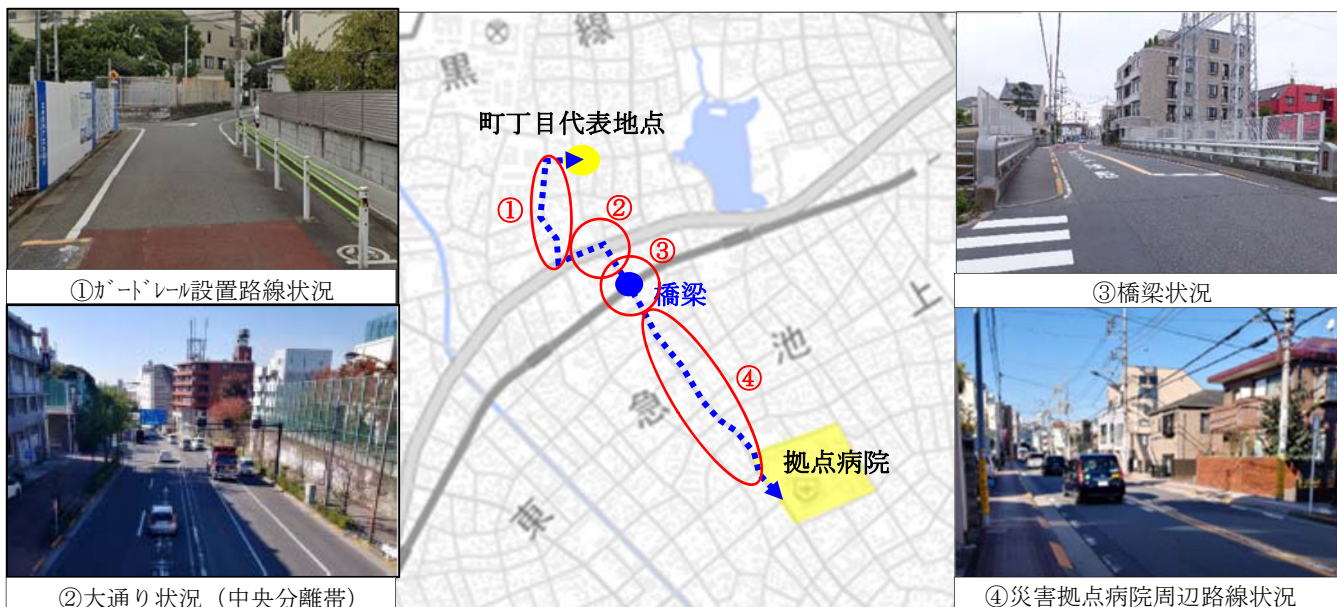 ①ガードレール設置路線状況
②大通り状況（中央分離帯）
黒
線
町丁目代表地点
①
②
③
橋梁
池
上
急
④
東
拠点病院
③橋梁状況
④災害拠点病院周辺路線状況